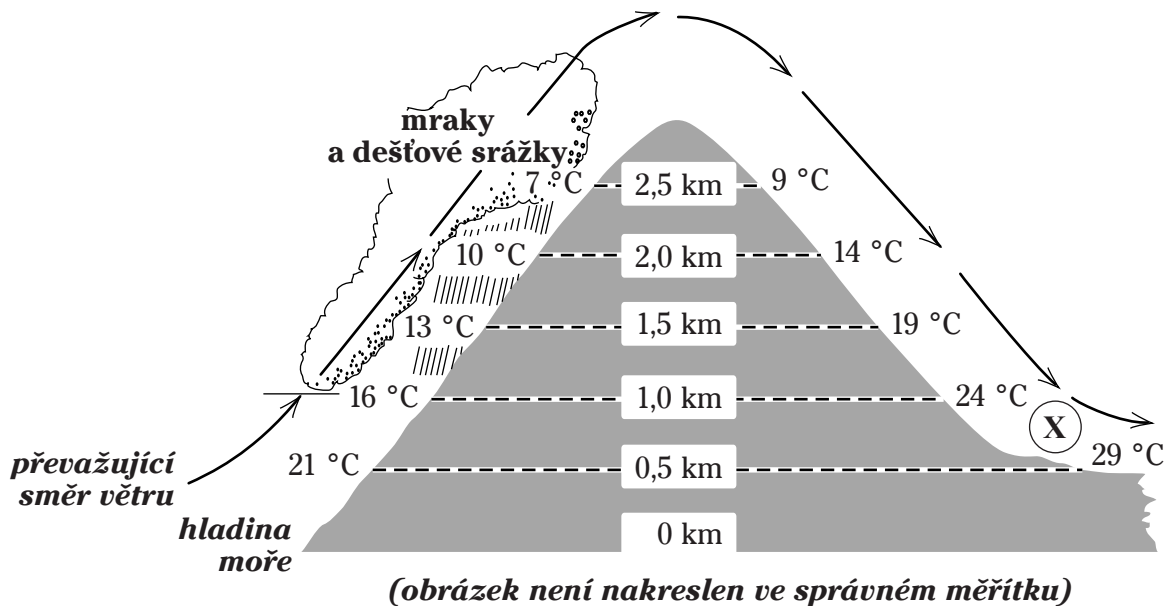 mraky
a dešťové srážky
7 °C 2,5 km 9 °C
10 °C 2,0 km 14 °C
13 °C 1,5 km 19 °C
16 °C 1,0 km 24 °C
X
převažující
směr větru
21 °C 0,5 km 29 °C
hladina
moře
0 km
(obrázek není nakreslen ve správném měřítku)